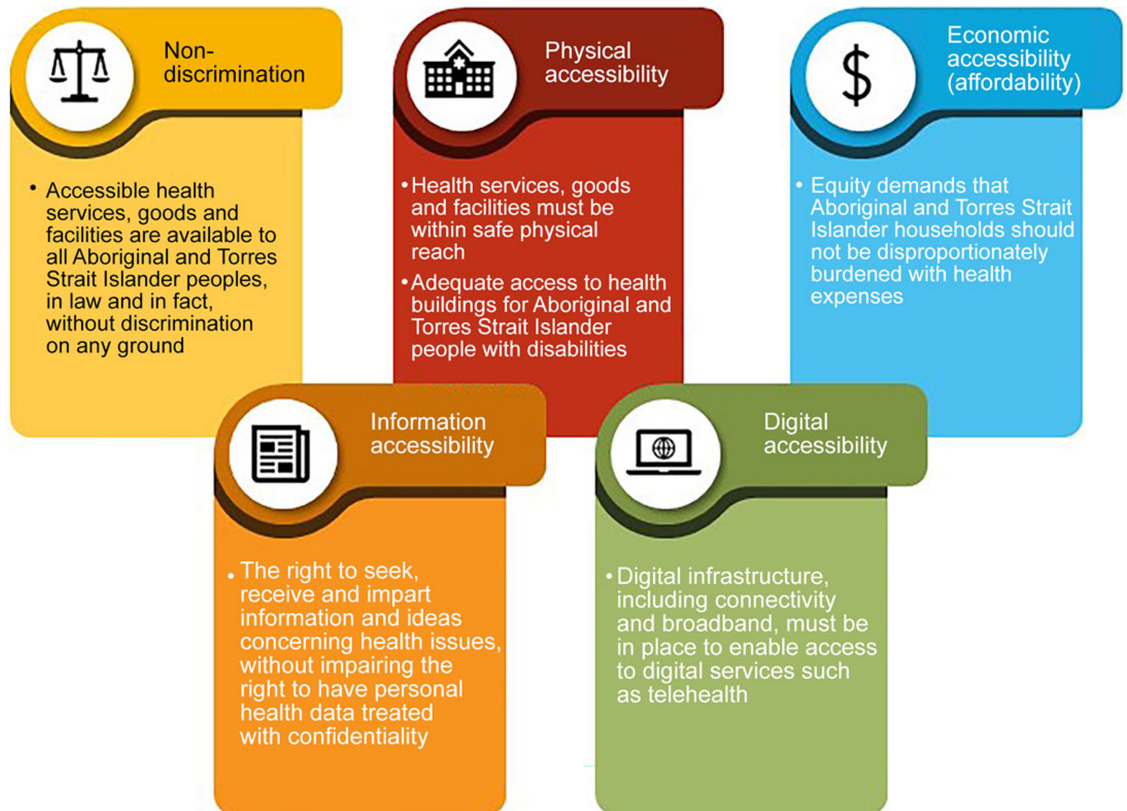 Non-
discrimination
• Accessible health
services, goods and
facilities are available to
all Aboriginal and Torres
Strait Islander peoples,
in law and in fact,
without discrimination
on any ground
Physical
accessibility
•Health services, goods
and facilities must be
within safe physical
reach
•Adequate access to health
buildings for Aboriginal and
Torres Strait Islander
people with disabilities
$
Economic
accessibility
(affordability)
• Equity demands that
Aboriginal and Torres Strait
Islander households should
not be disproportionately
burdened with health
expenses
Information
accessibility
• The right to seek,
receive and impart
information and ideas
concerning health issues,
without impairing the
right to have personal
health data treated
with confidentiality
Digital
accessibility
•Digital infrastructure,
including connectivity
and broadband, must be
in place to enable access
to digital services such
as telehealth